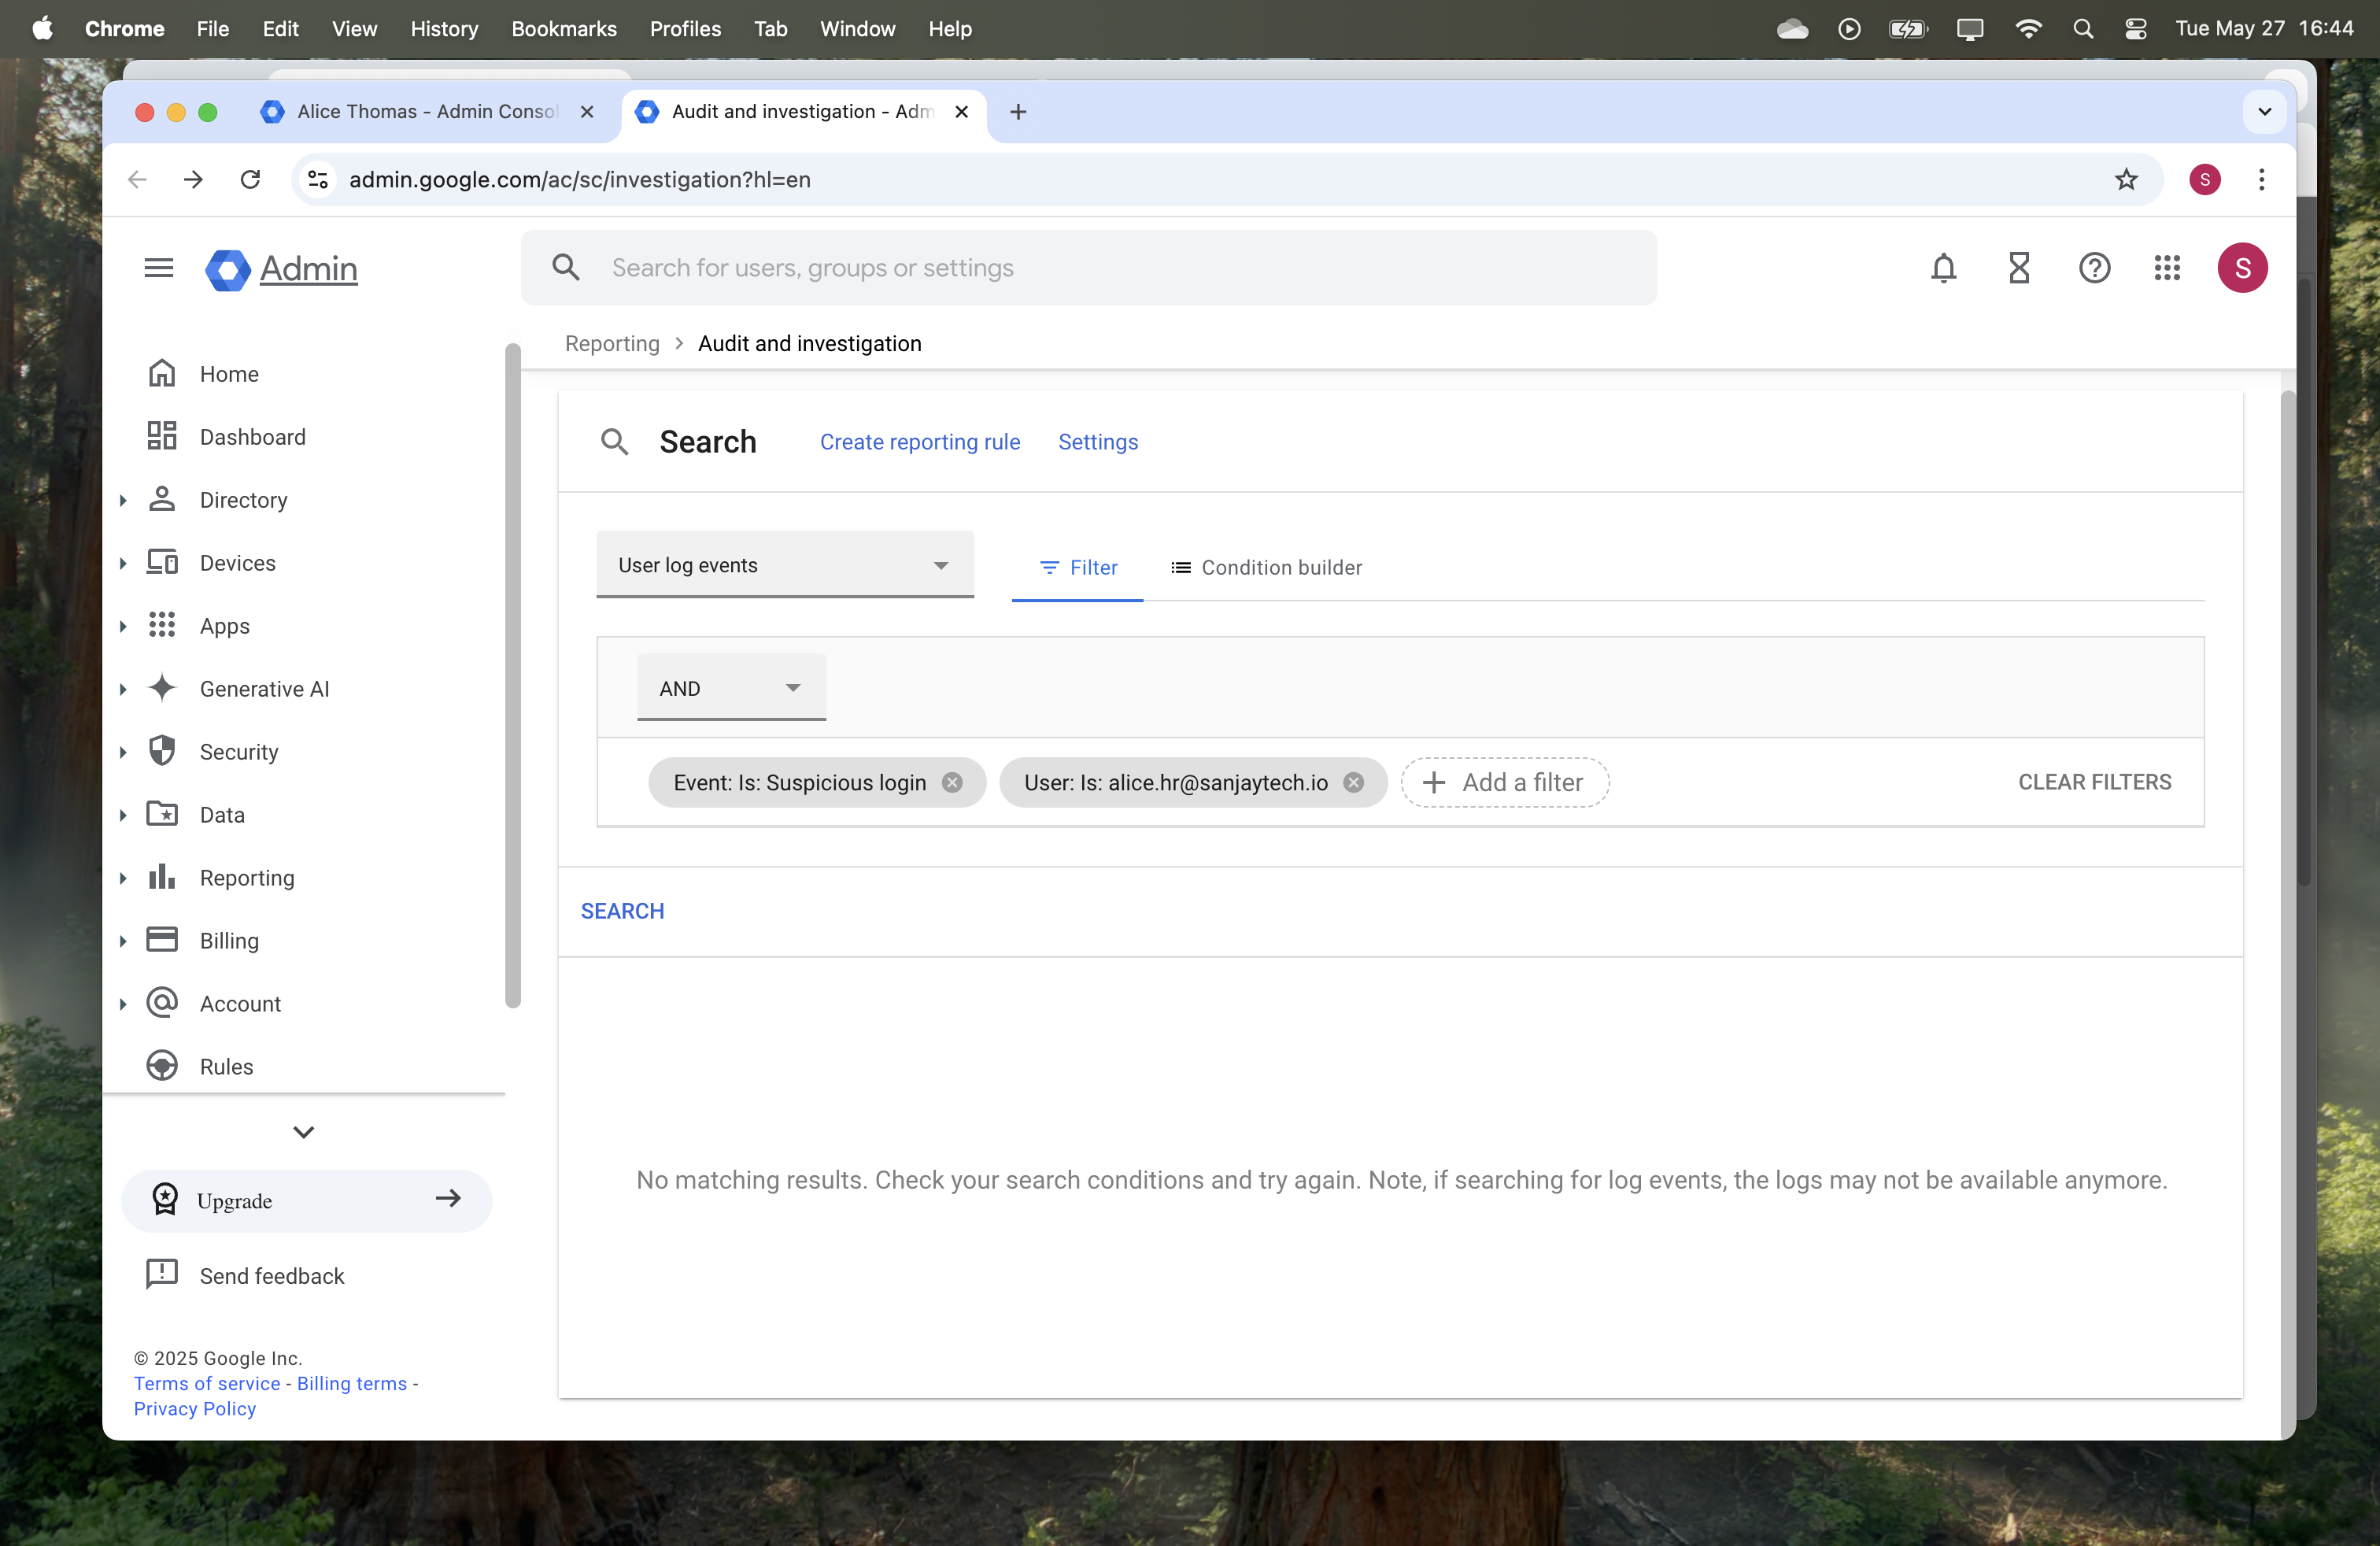 Chrome File Edit View History Bookmarks Profiles Tab Window Help Tue May 27 16:44
Alice Thomas - Admin Consol
Audit and investigation - Adm
admin.google.com/ac/sc/investigation?hl=en
S
Admin
Search for users, groups or settings
S
Reporting > Audit and investigation
Home
Dashboard
Directory
Devices
Apps
Generative AI
Security
Data
Reporting
Billing
Account
Rules
Upgrade
Send feedback
© 2025 Google Inc.
Terms of service - Billing terms -
Privacy Policy
Search Create reporting rule Settings
User log events Filter Condition builder
AND
Event: Is: Suspicious login User: Is: alice.hr@sanjaytech.io Add a filter CLEAR FILTERS
SEARCH
No matching results. Check your search conditions and try again. Note, if searching for log events, the logs may not be available anymore.